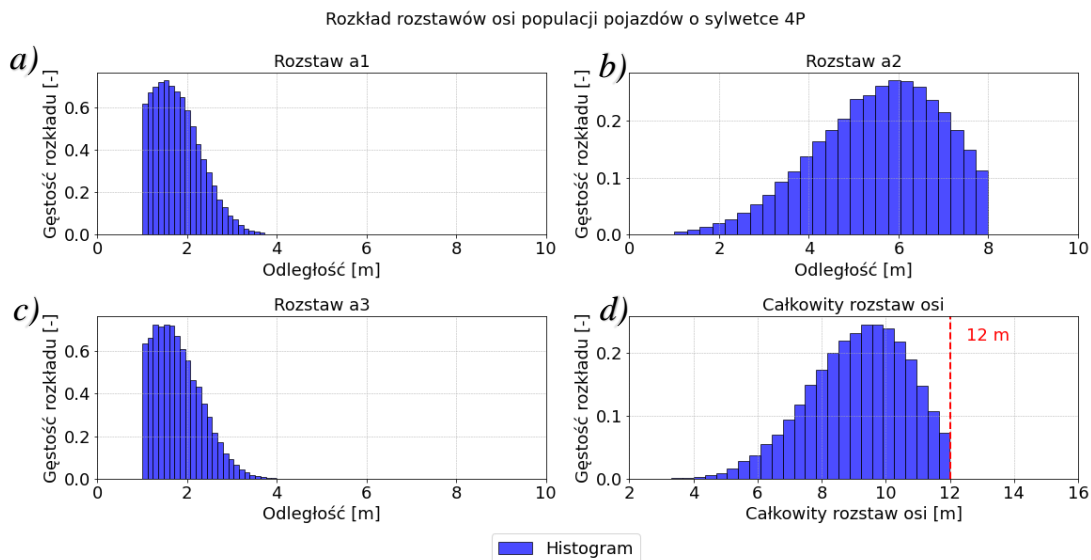 Rozkład rozstawów osi populacji pojazdów o sylwetce 4P
a)
Rozstaw a1
Gęstość rozkładu [-]
0.6
0.4
0.2
0.0
0 2 4 6 8 10
Odległość [m]
b)
Rozstaw a2
Gęstość rozkładu [-]
0.2
0.1
0.0
0 2 4 6 8 10
Odległość [m]
c)
Rozstaw a3
Gęstość rozkładu [-]
0.6
0.4
0.2
0.0
0 2 4 6 8 10
Odległość [m]
d)
Całkowity rozstaw osi
Gęstość rozkładu [-]
12 m
0.2
0.1
0.0
2 4 6 8 10 12 14 16
Całkowity rozstaw osi [m]
Histogram